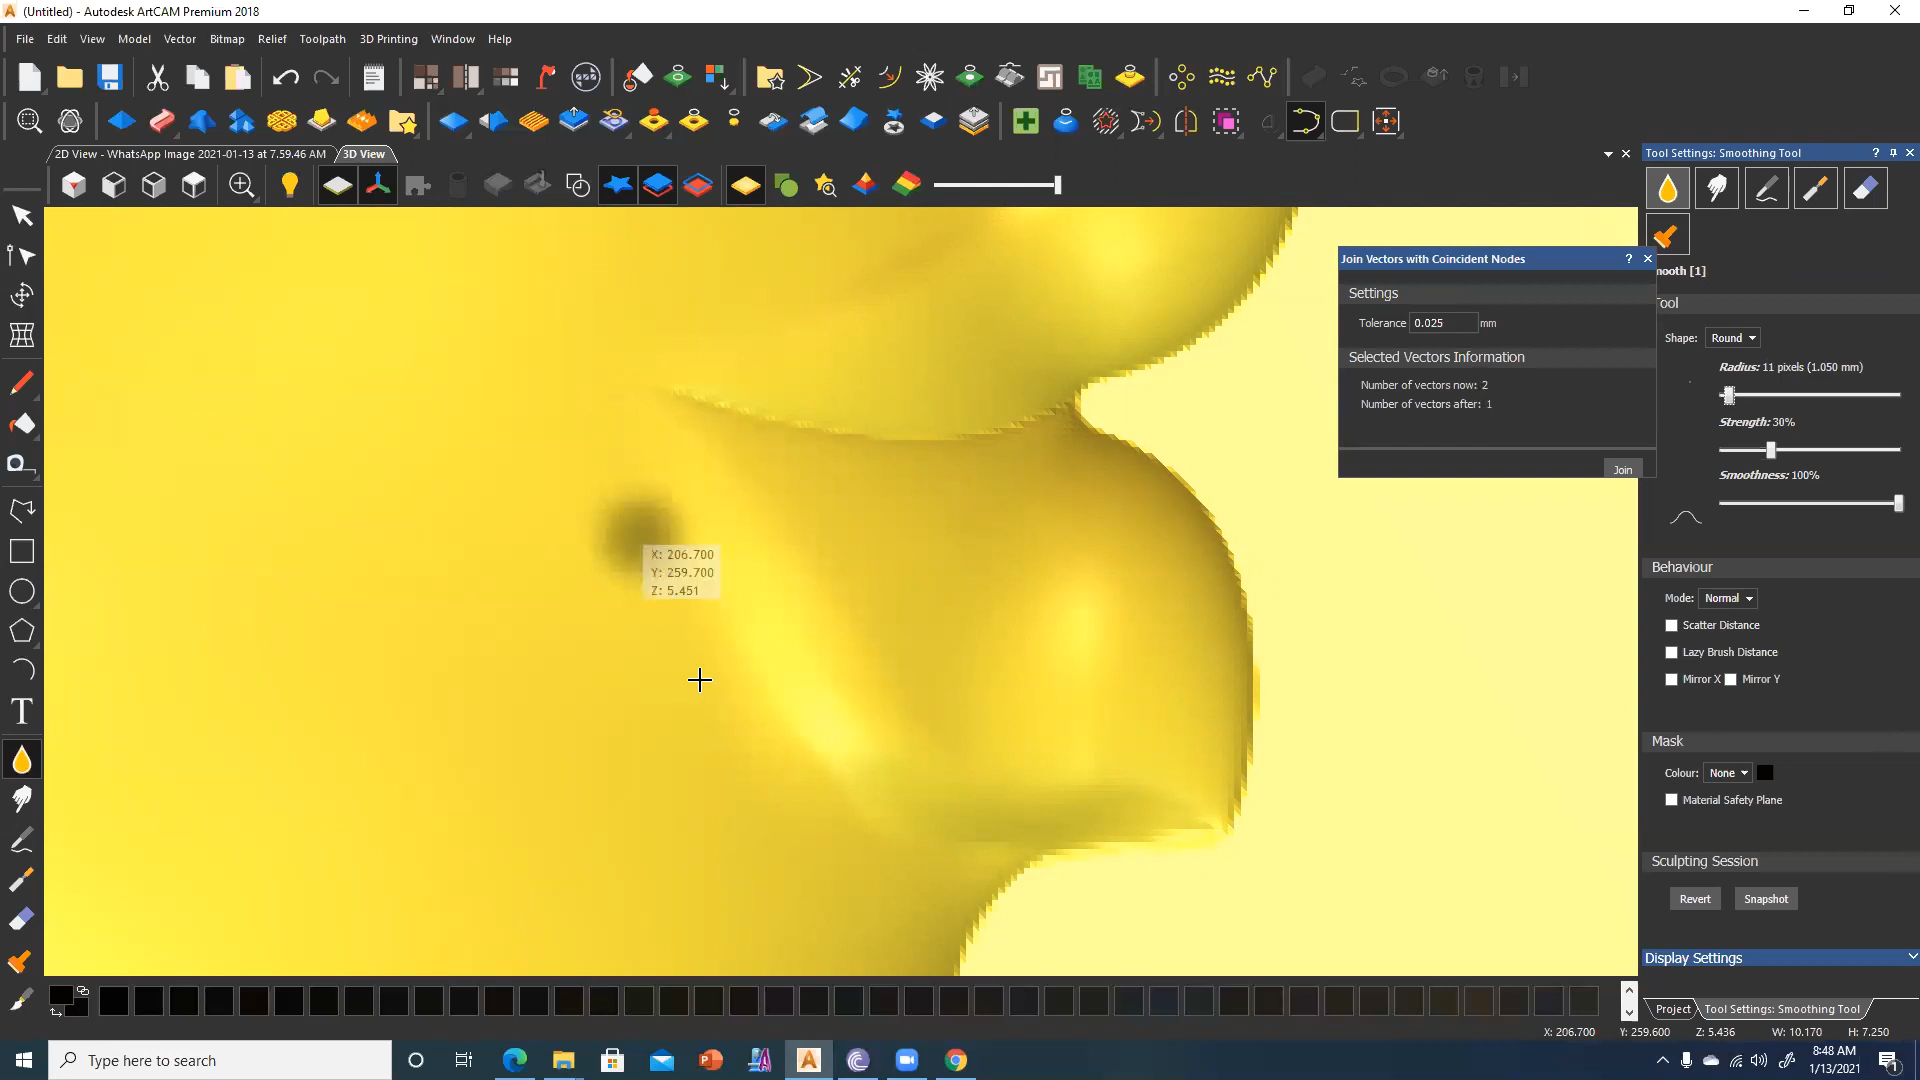 (Untitled) - Autodesk ArtCAM Premium 2018
File Edit View Model Vector Bitmap Relief Toolpath 3D Printing Window Help
2D View - WhatsApp Image 2021-01-13 at 7.59.46 AM 3D View
Tool Settings: Smoothing Tool
mooth [1]
Join Vectors with Coincident Nodes
Settings
Tolerance 0.025 mm
Selected Vectors Information
Number of vectors now: 2
Number of vectors after: 1
Join
Tool
Shape: Round
Radius: 11 pixels (1.050 mm)
Strength: 30%
Smoothness: 100%
X: 206.700
Y: 259.700
Z: 5.451
Behaviour
Mode: Normal
Scatter Distance
Lazy Brush Distance
Mirror X Mirror Y
Mask
Colour: None
Material Safety Plane
Sculpting Session
Revert Snapshot
Display Settings
Project Tool Settings: Smoothing Tool
X: 206.700 Y: 259.600 Z: 5.436 W: 10.170 H: 7.250
Type here to search
8:48 AM
1/13/2021